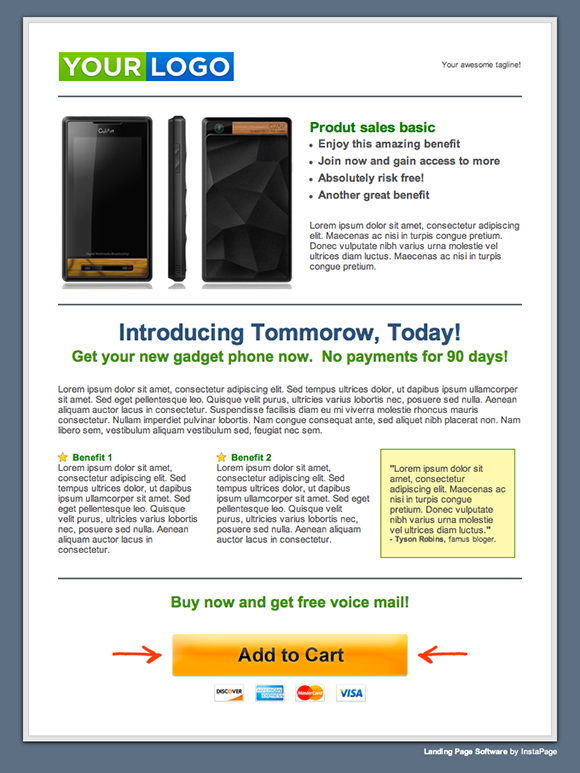 YOUR LOGO
Your awesome tagline!
Produt sales basic
Enjoy this amazing benefit
Join now and gain access to more
Absolutely risk free!
Another great benefit
Lorem ipsum dolor sit amet, consectetur adipiscing
elit. Maecenas ac nisi in turpis congue pretium.
Donec vulputate nibh varius urna molestie vel
ultrices diam luctus. Maecenas ac nisi in turpis
congue pretium.
Introducing Tommorow, Today!
Get your new gadget phone now. No payments for 90 days!
Lorem ipsum dolor sit amet, consectetur adipiscing elit. Sed tempus ultrices dolor, ut dapibus ipsum ullamcorper
sit amet. Sed eget pellentesque leo. Quisque velit purus, ultricies varius lobortis nec, posuere sed nulla. Aenean
aliquam auctor lacus in consectetur. Suspendisse facilisis diam eu mi viverra molestie rhoncus mauris
consectetur. Nullam imperdiet pulvinar lobortis. Nam congue consequat ante, sed aliquet nibh placerat non. Nam
libero sem, vestibulum aliquam vestibulum sed, feugiat nec sem.
Benefit 1
Lorem ipsum dolor sit amet,
consectetur adipiscing elit. Sed
tempus ultrices dolor, ut dapibus
ipsum ullamcorper sit amet. Sed
eget pellentesque leo. Quisque
velit purus, ultricies varius lobortis
nec, posuere sed nulla. Aenean
aliquam auctor lacus in
consectetur.
Benefit 2
Lorem ipsum dolor sit amet,
consectetur adipiscing elit. Sed
tempus ultrices dolor, ut dapibus
ipsum ullamcorper sit amet. Sed eget
pellentesque leo. Quisque velit
purus, ultricies varius lobortis nec,
posuere sed nulla. Aenean aliquam
auctor lacus in consectetur.
"Lorem ipsum dolor sit
amet, consectetur
adipiscing elit. Maecenas ac
nisi in turpis congue
pretium. Donec vulputate
nibh varius urna molestie
vel ultrices diam luctus."
- Tyson Robins, famus bloger.
Buy now and get free voice mail!
Add to Cart
DISCOVER
AMERICAN EXPRESS
MasterCard
VISA
Landing Page Software by InstaPage